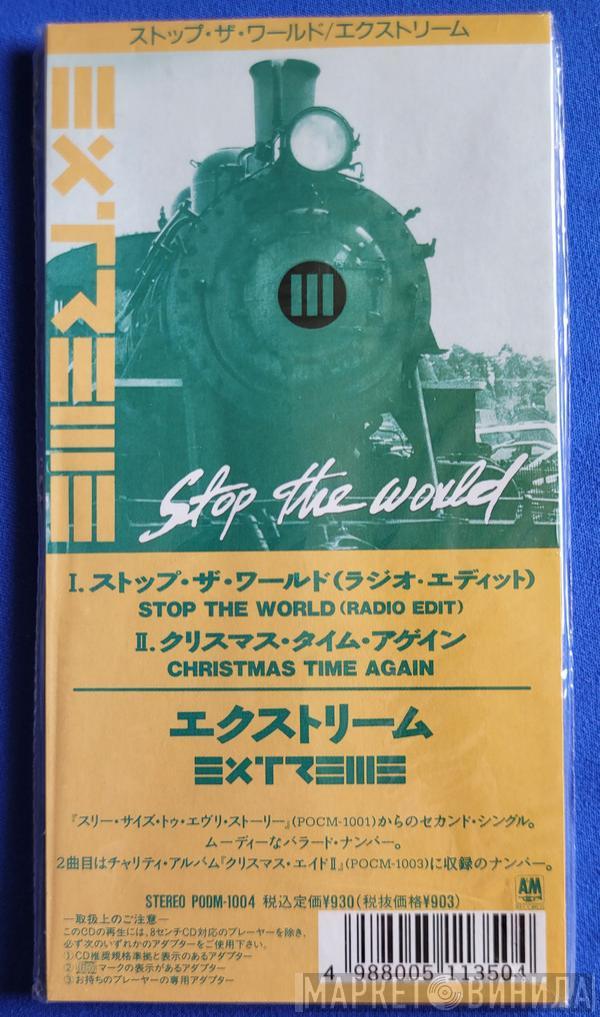 ストップ・ザ・ワールド/エクストリーム
EXTREME
III
Stop the world
I.ストップ・ザ・ワールド(ラジオ・エディット)
STOP THE WORLD(RADIO EDIT)
II.クリスマス・タイム・アゲイン
CHRISTMAS TIME AGAIN
エクストリーム
EXTREME
『スリー・サイズ・トゥ・エヴリ・ストーリー』(POCM-1001)からのセカンド・シングル。
ムーディーなバラード・ナンバー。
2曲目はチャリティ・アルバム『クリスマス・エイドII』(POCM-1003)に収録のナンバー。
STEREO PODM-1004 税込定価¥930(税抜価格¥903)
A&M
RECORDS
―取扱上のご注意―
このCDの再生には、8センチCD対応のプレーヤーを除き、
必ず次のいずれかのアダプターをご使用下さい。
①CD推奨規格準拠と表示のあるアダプター
②マークの表示があるアダプター
③お持ちのプレーヤーの専用アダプター
4 988005 113504
МАРКЕТ ВИНИЛА